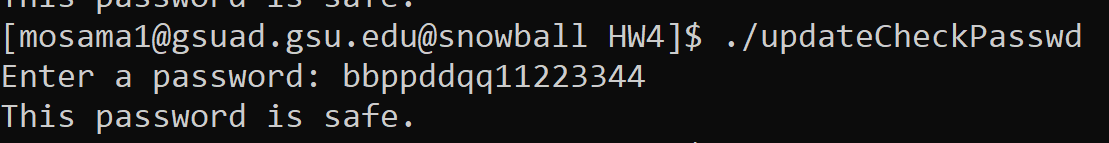 This password is safe.
[mosama1@gsuad.gsu.edu@snowball HW4]$ ./updateCheckPasswd
Enter a password: bbppddqq11223344
This password is safe.